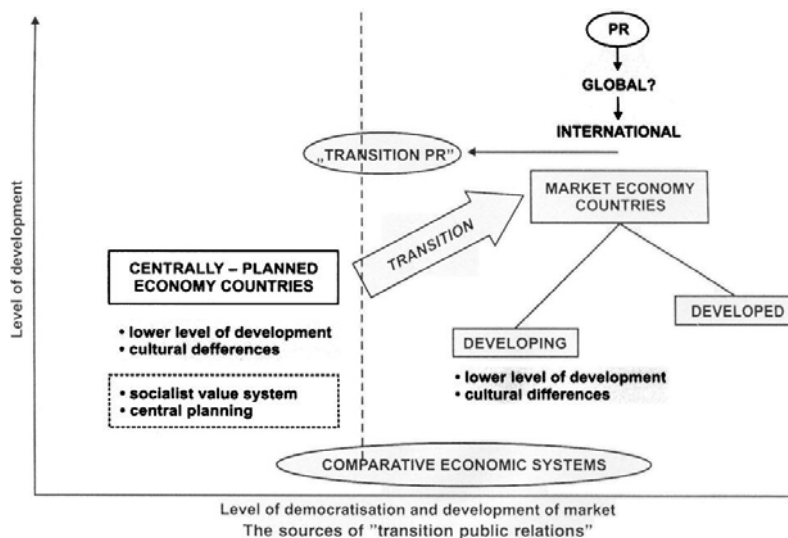 PR
GLOBAL?
INTERNATIONAL
„TRANSITION PR”
MARKET ECONOMY
COUNTRIES
TRANSITION
CENTRALLY – PLANNED
ECONOMY COUNTRIES
• lower level of development
• cultural defferences
• socialist value system
• central planning
DEVELOPED
DEVELOPING
• lower level of development
• cultural differences
COMPARATIVE ECONOMIC SYSTEMS
Level of development
Level of democratisation and development of market
The sources of ”transition public relations”